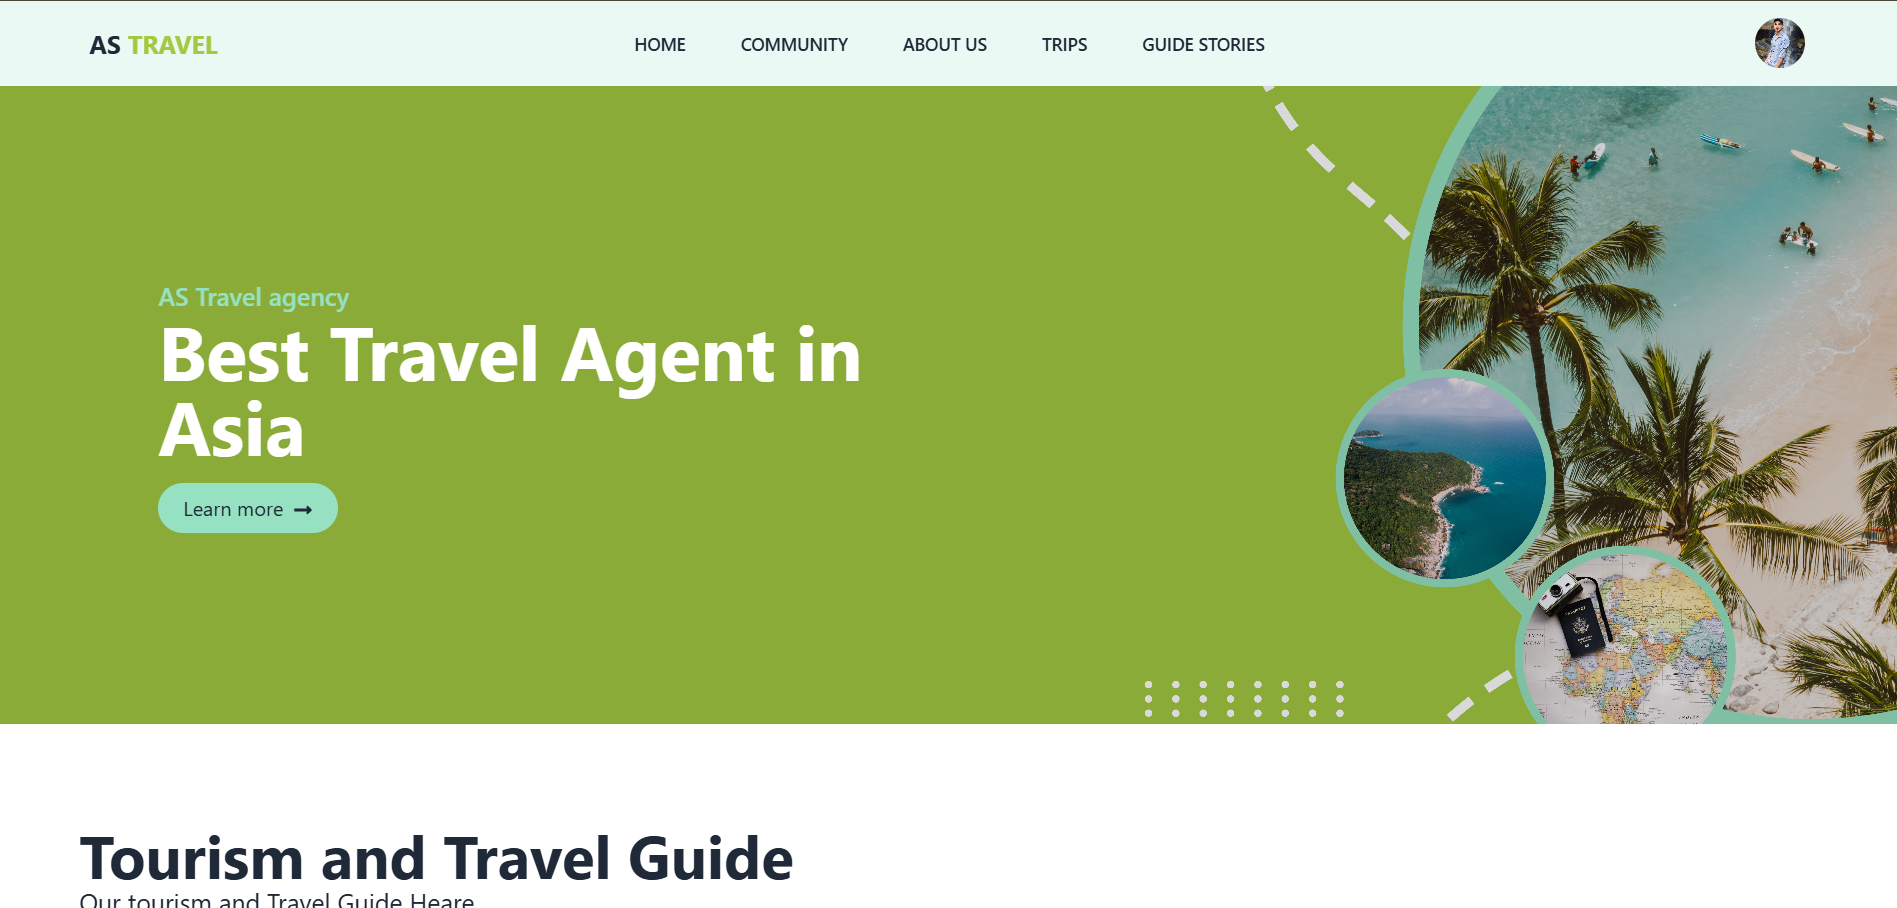 AS TRAVEL
HOME
COMMUNITY
ABOUT US
TRIPS
GUIDE STORIES
AS Travel agency
Best Travel Agent in
Asia
Learn more
PASSPORT
Tourism and Travel Guide
Our tourism and Travel Guide Heare